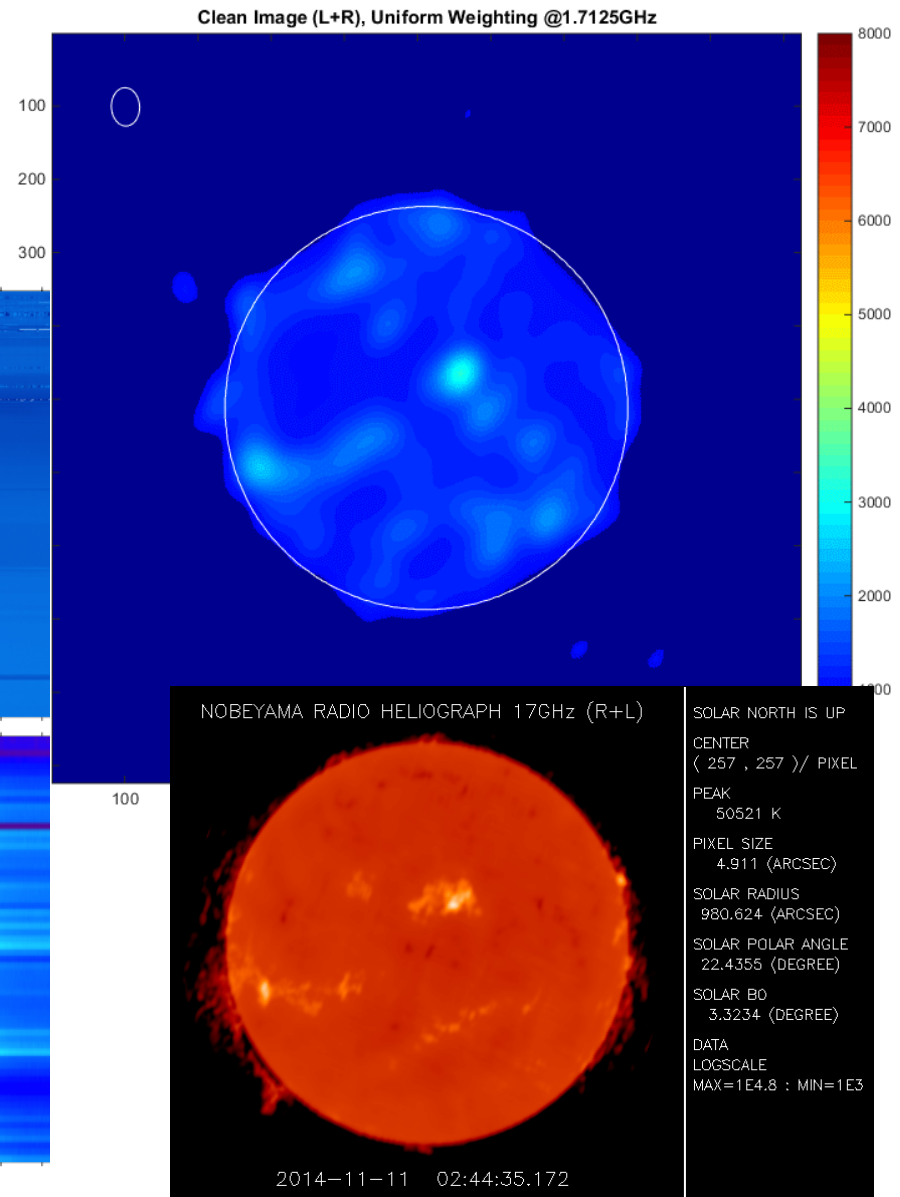 Clean Image (L+R), Uniform Weighting @1.7125GHz
100
200
300
8000
7000
6000
5000
4000
3000
2000
00
100
NOBEYAMA RADIO HELIOGRAPH 17GHz (R+L)
2014-11-11 02:44:35.172
SOLAR NORTH IS UP
CENTER
( 257 , 257 )/ PIXEL
PEAK
50521 K
PIXEL SIZE
4.911 (ARCSEC)
SOLAR RADIUS
980.624 (ARCSEC)
SOLAR POLAR ANGLE
22.4355 (DEGREE)
SOLAR B0
3.3234 (DEGREE)
DATA
LOGSCALE
MAX=1E4.8 : MIN=1E3